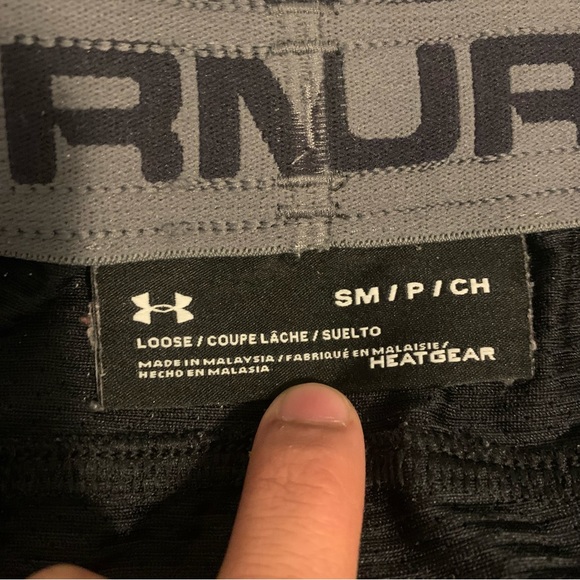 RNUR
SM / P / CH
LOOSE / COUPE LÂCHE / SUELTO
MADE IN MALAYSIA / FABRIQUÉ EN MALAISIE /
HECHO EN MALASIA
HEATGEAR